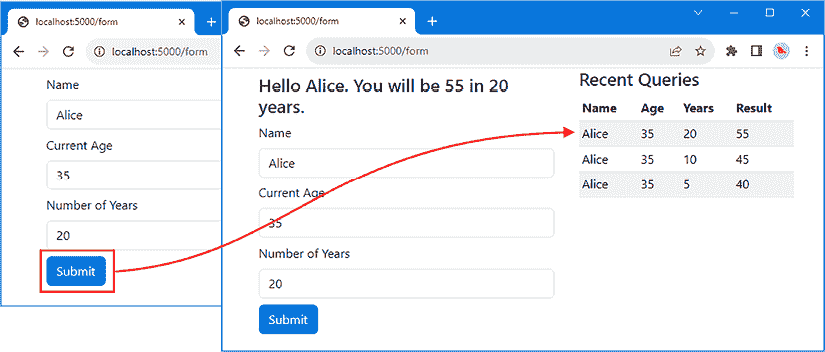 localhost:5000/form
localhost:5000/form
Name
Alice
Current Age
35
Number of Years
20
Submit
localhost:5000/form
localhost:5000/form
Hello Alice. You will be 55 in 20
years.
Name
Alice
Current Age
35
Number of Years
20
Submit
Recent Queries
Name Age Years Result
Alice 35 20 55
Alice 35 10 45
Alice 35 5 40